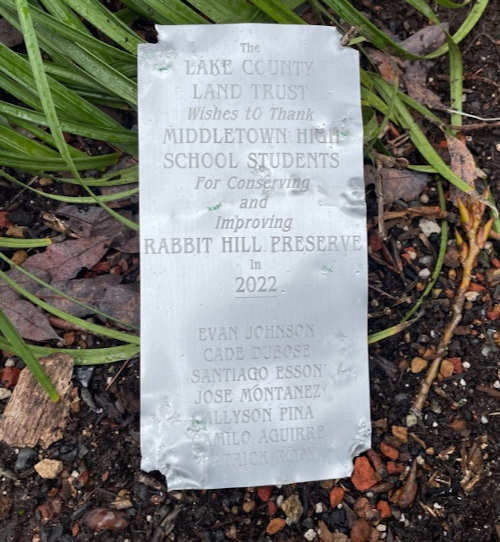 The
LAKE COUNTY
LAND TRUST
Wishes to Thank
MIDDLETOWN HIGH
SCHOOL STUDENTS
For Conserving
and
Improving
RABBIT HILL PRESERVE
In
2022
EVAN JOHNSON
CADE DUBOSE
SANTIAGO ESSON
JOSE MONTANEZ
ALLYSON PINA
CAMILO AGUIRRE